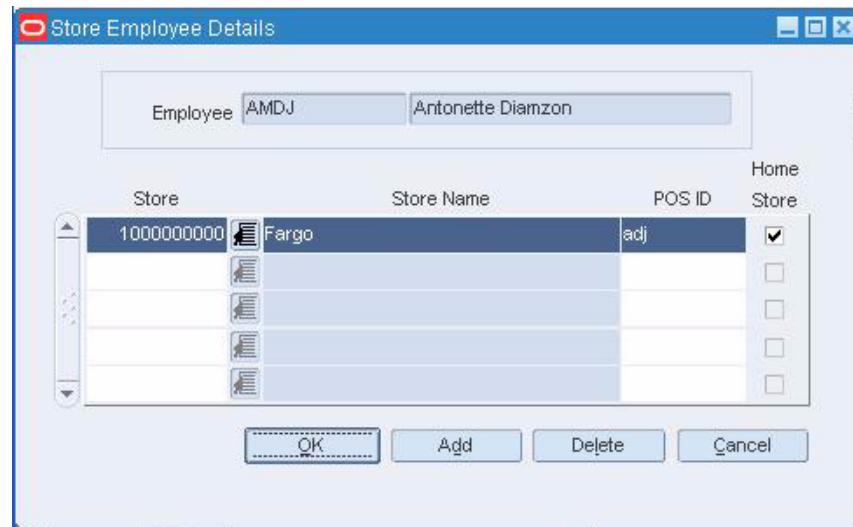 Store Employee Details
Employee AMDJ Antonette Diamzon
Home
Store Store Name POS ID Store
1000000000 Fargo adj
OK Add Delete Cancel